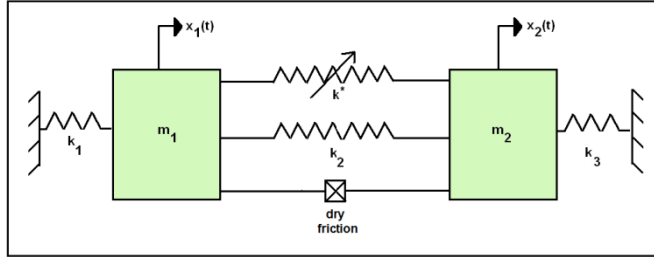 x1(t)
x2(t)
k*
m1
m2
k1
k2
k3
dry
friction